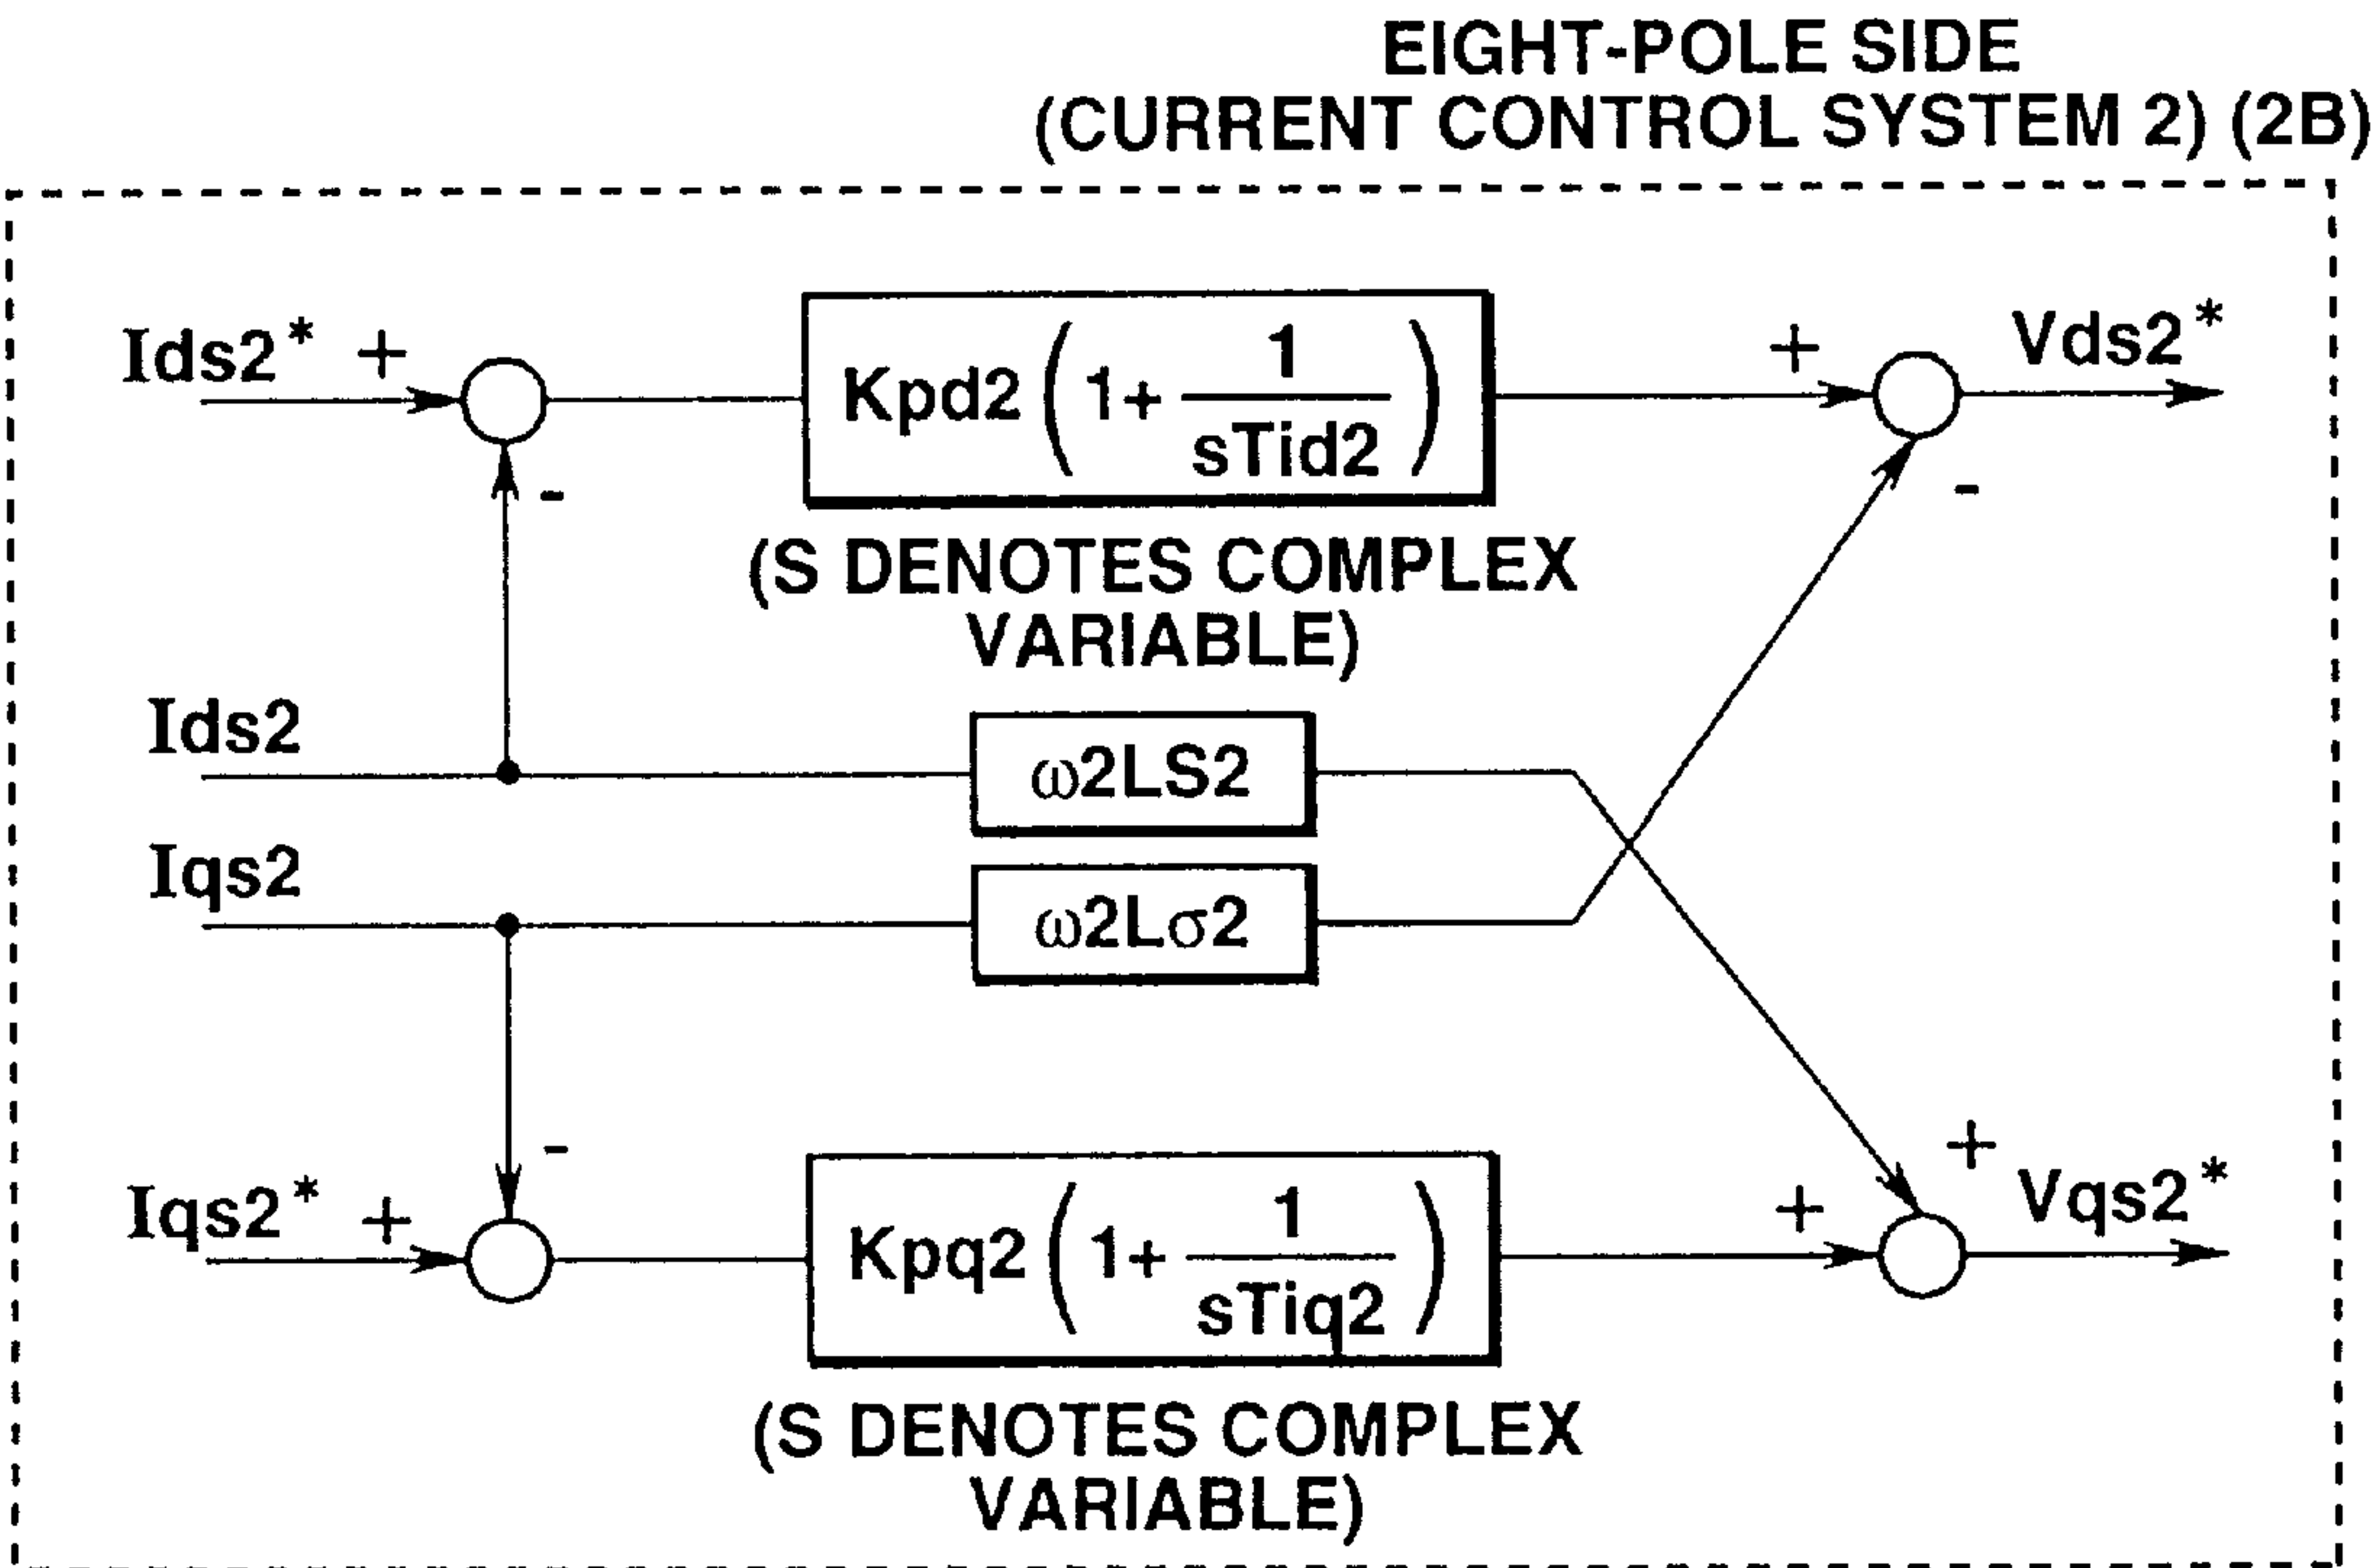 EIGHT-POLE SIDE
(CURRENT CONTROL SYSTEM 2) (2B)
Ids2* +
Kpd2 ( 1+ 1 / sTid2 )
+ Vds2*
-
-
(S DENOTES COMPLEX
VARIABLE)
Ids2
ω2LS2
Iqs2
ω2Lσ2
-
+
Iqs2* +
Kpq2 ( 1+ 1 / sTiq2 )
+ Vqs2*
(S DENOTES COMPLEX
VARIABLE)